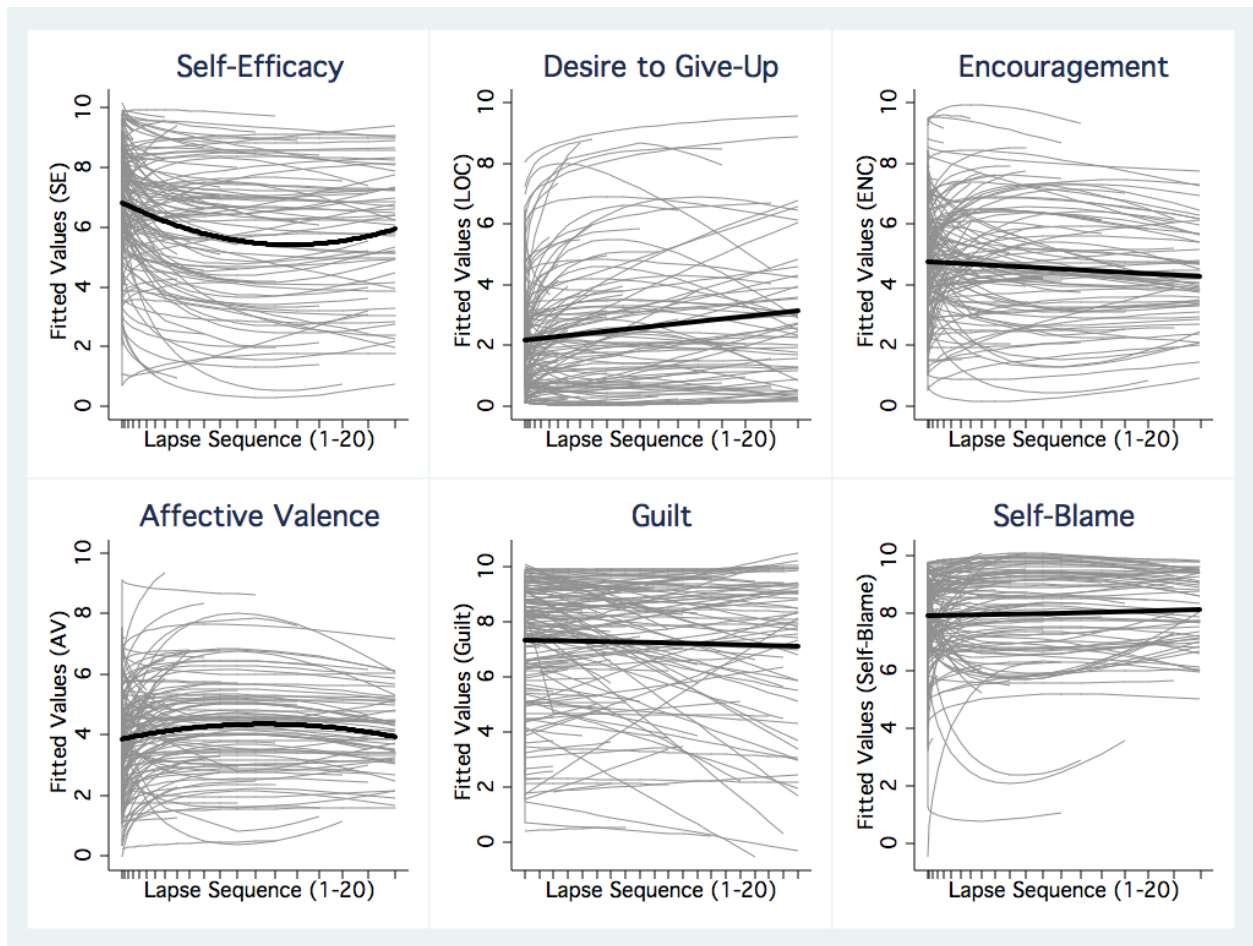 Self-Efficacy
Fitted Values (SE)
10
8
6
4
2
0
Lapse Sequence (1-20)
Desire to Give-Up
Fitted Values (LOC)
10
8
6
4
2
0
Lapse Sequence (1-20)
Encouragement
Fitted Values (ENC)
10
8
6
4
2
0
Lapse Sequence (1-20)
Affective Valence
Fitted Values (AV)
10
8
6
4
2
0
Lapse Sequence (1-20)
Guilt
Fitted Values (Guilt)
10
8
6
4
2
0
Lapse Sequence (1-20)
Self-Blame
Fitted Values (Self-Blame)
10
8
6
4
2
0
Lapse Sequence (1-20)